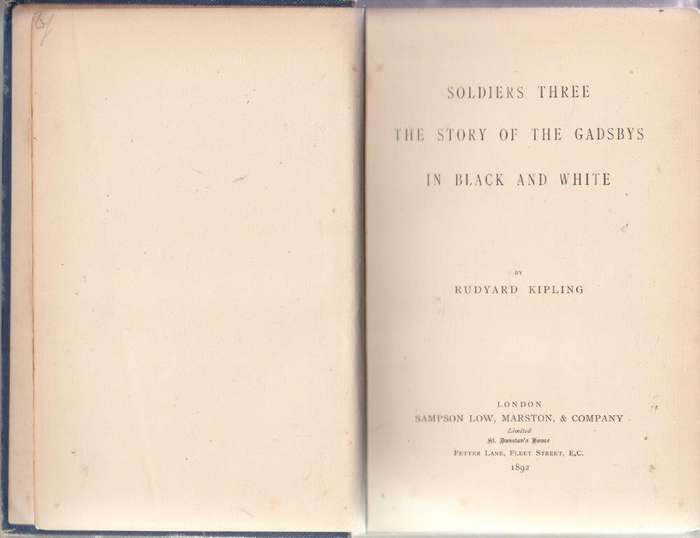 SOLDIERS THREE
THE STORY OF THE GADSBYS
IN BLACK AND WHITE
BY
RUDYARD KIPLING
LONDON
SAMPSON LOW, MARSTON, & COMPANY
Limited
St. Dunstan's House
FETTER LANE, FLEET STREET, E.C.
1892